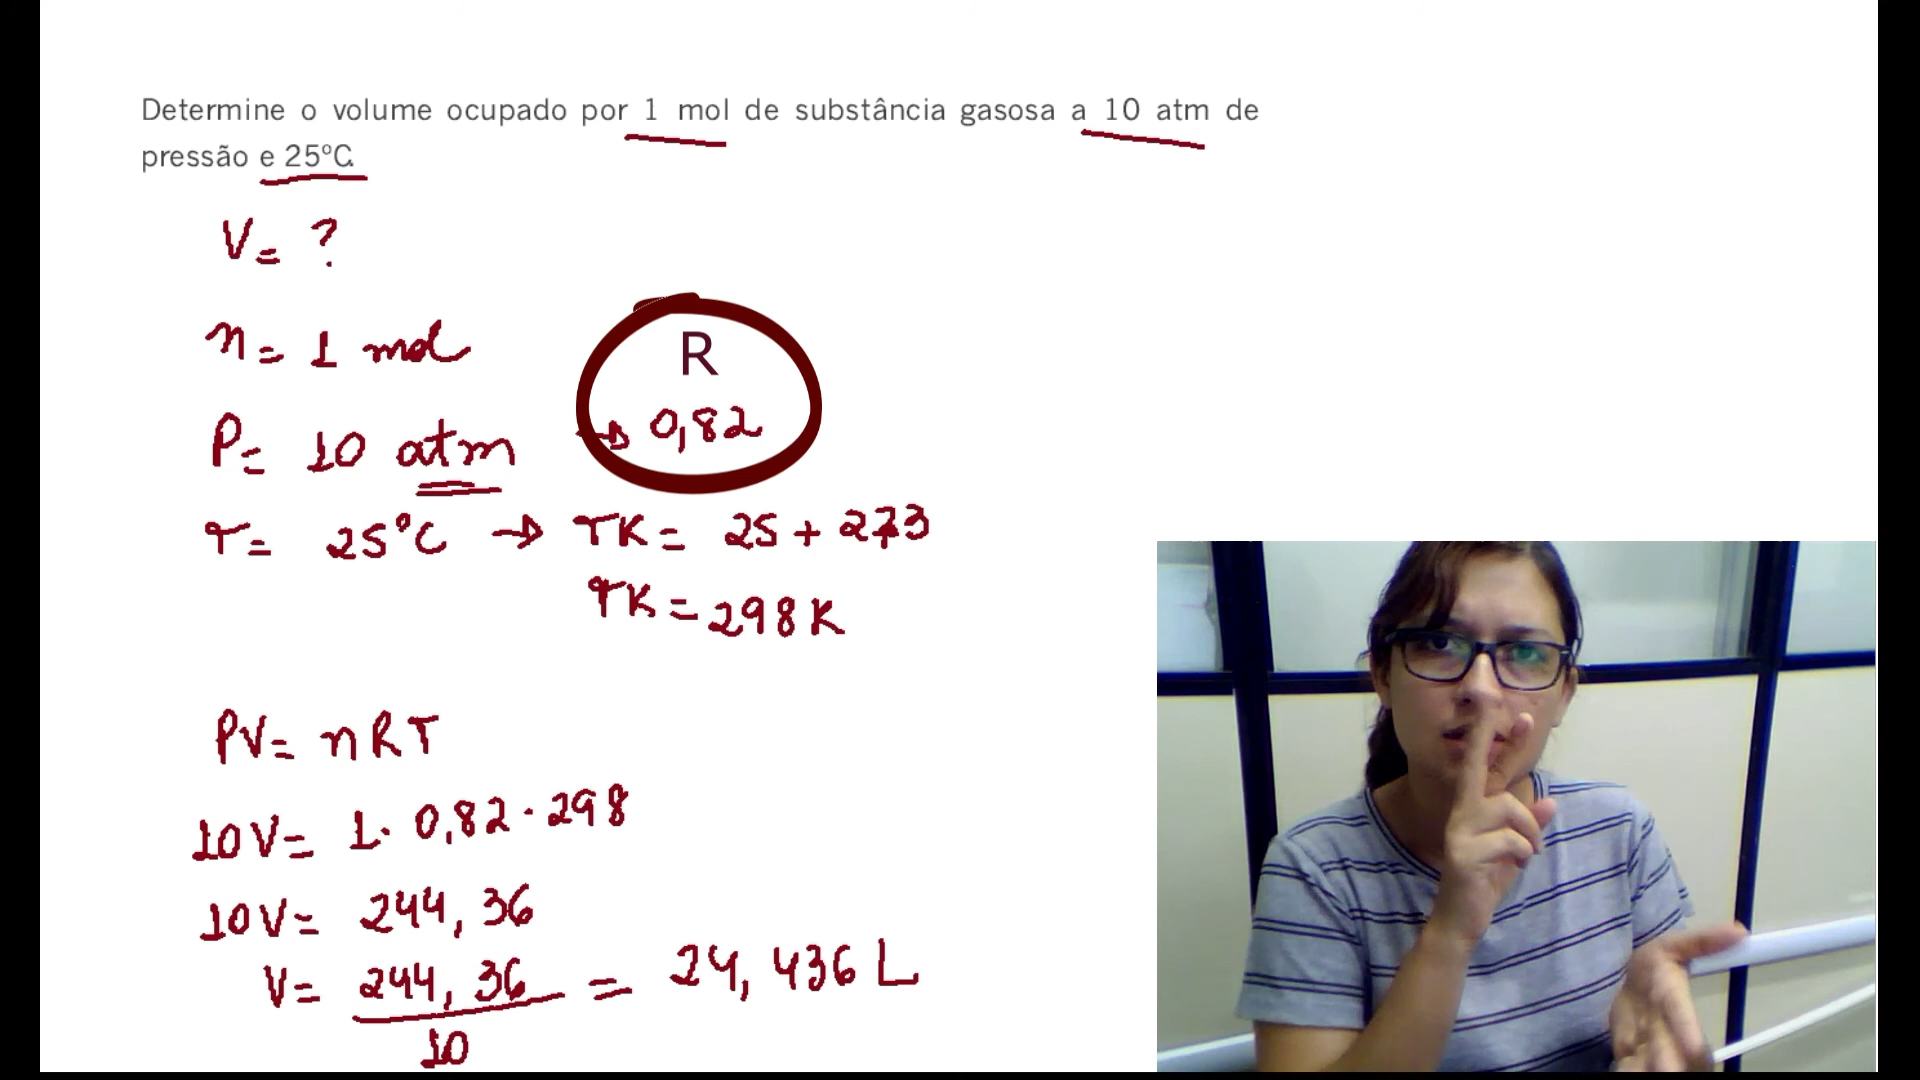 Determine o volume ocupado por 1 mol de substância gasosa a 10 atm de
pressão e 25ºC.
V= ?
n= 1 mol
R
P= 10 atm → 0,82
T= 25°C → TK= 25 + 273
TK = 298K
PV= nRT
10V= 1. 0,82 . 298
10V= 244, 36
V= 244, 36 = 24, 436 L
10